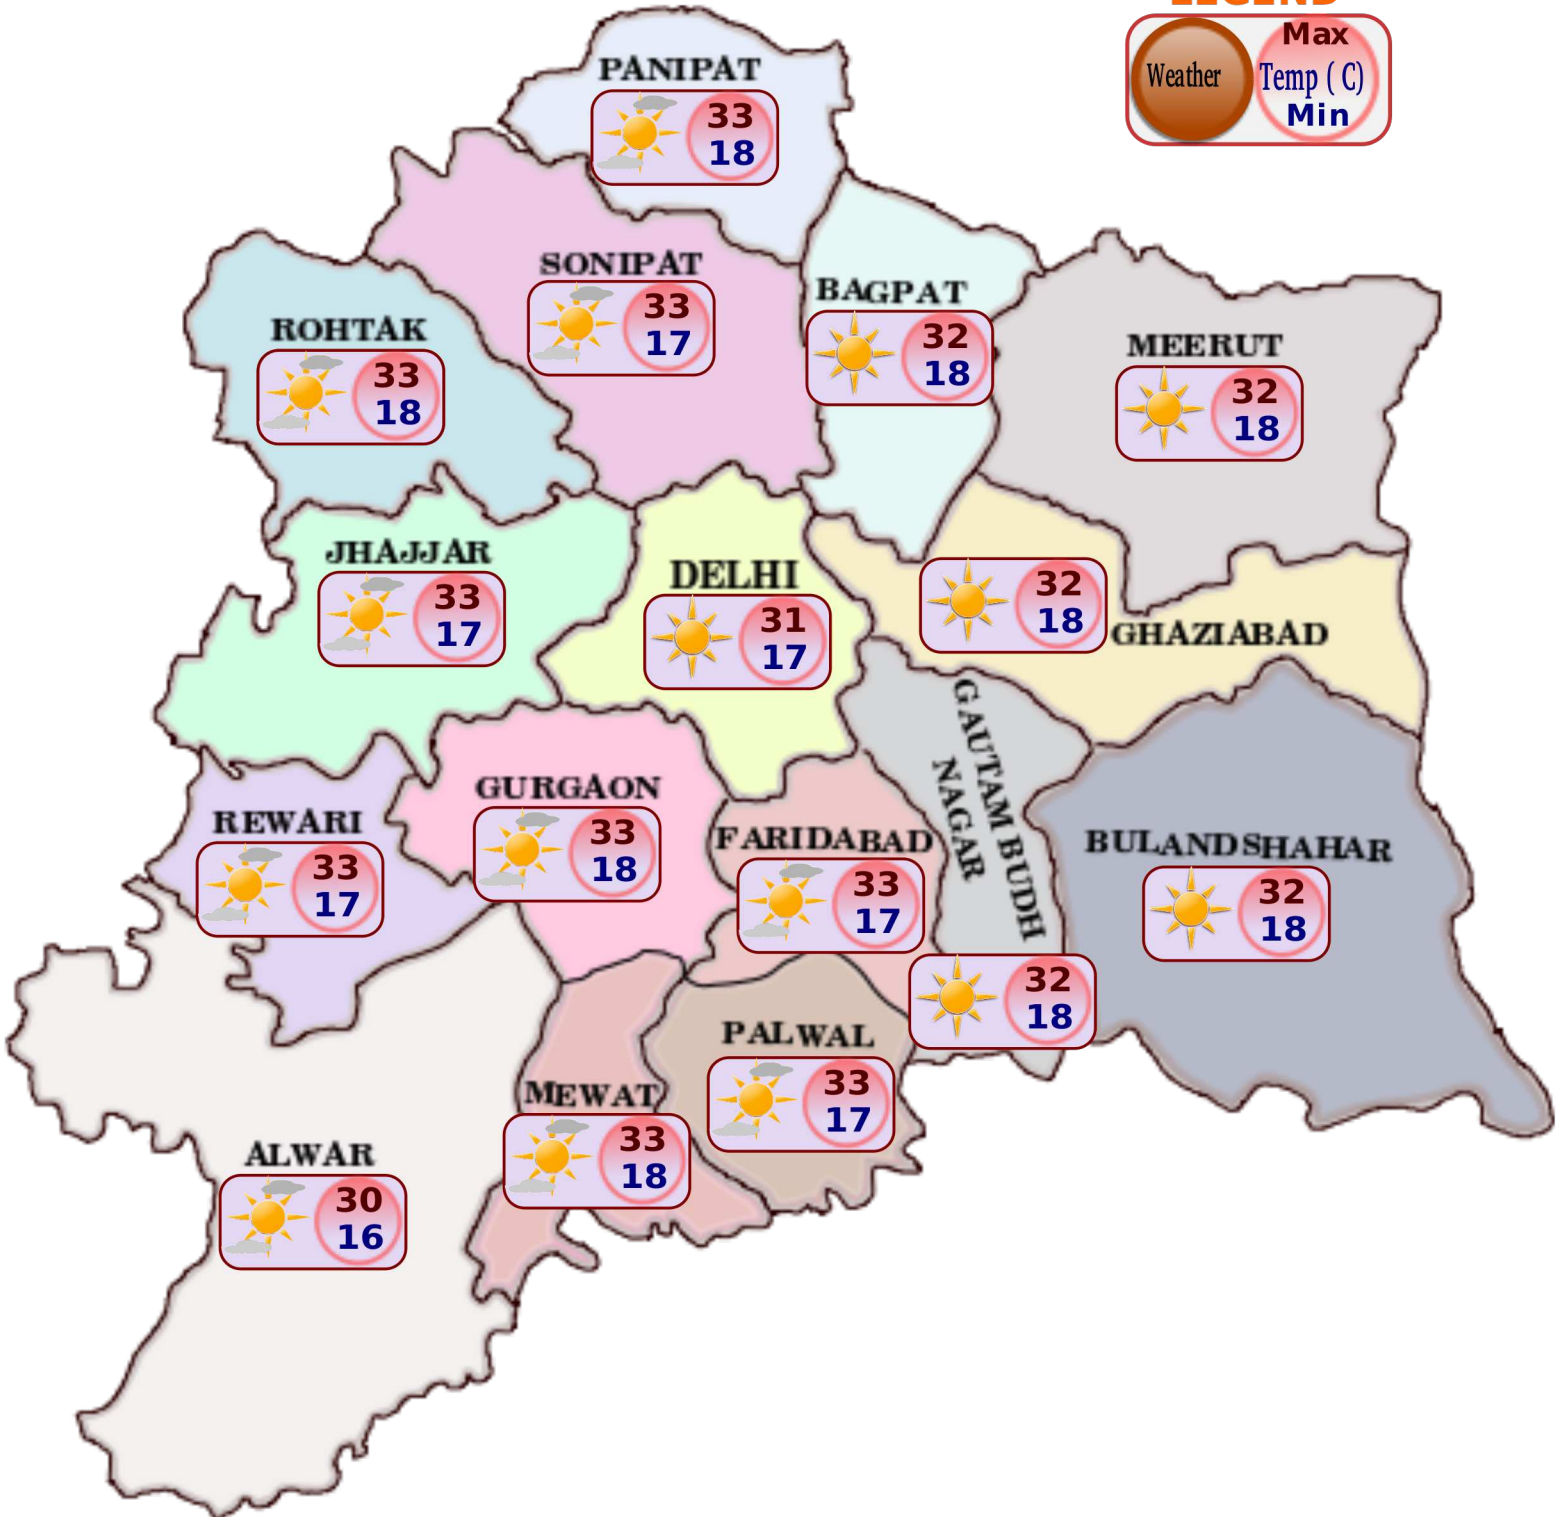 LEGEND
Max
Weather
Temp ( C)
Min
PANIPAT
33
18
SONIPAT
33
17
BAGPAT
32
18
ROHTAK
33
18
MEERUT
32
18
JHAJJAR
33
17
DELHI
31
17
32
18
GHAZIABAD
GAUTAM BUDH
NAGAR
32
18
GURGAON
33
18
REWARI
33
17
FARIDABAD
33
17
BULANDSHAHAR
32
18
PALWAL
33
17
MEWAT
33
18
ALWAR
30
16